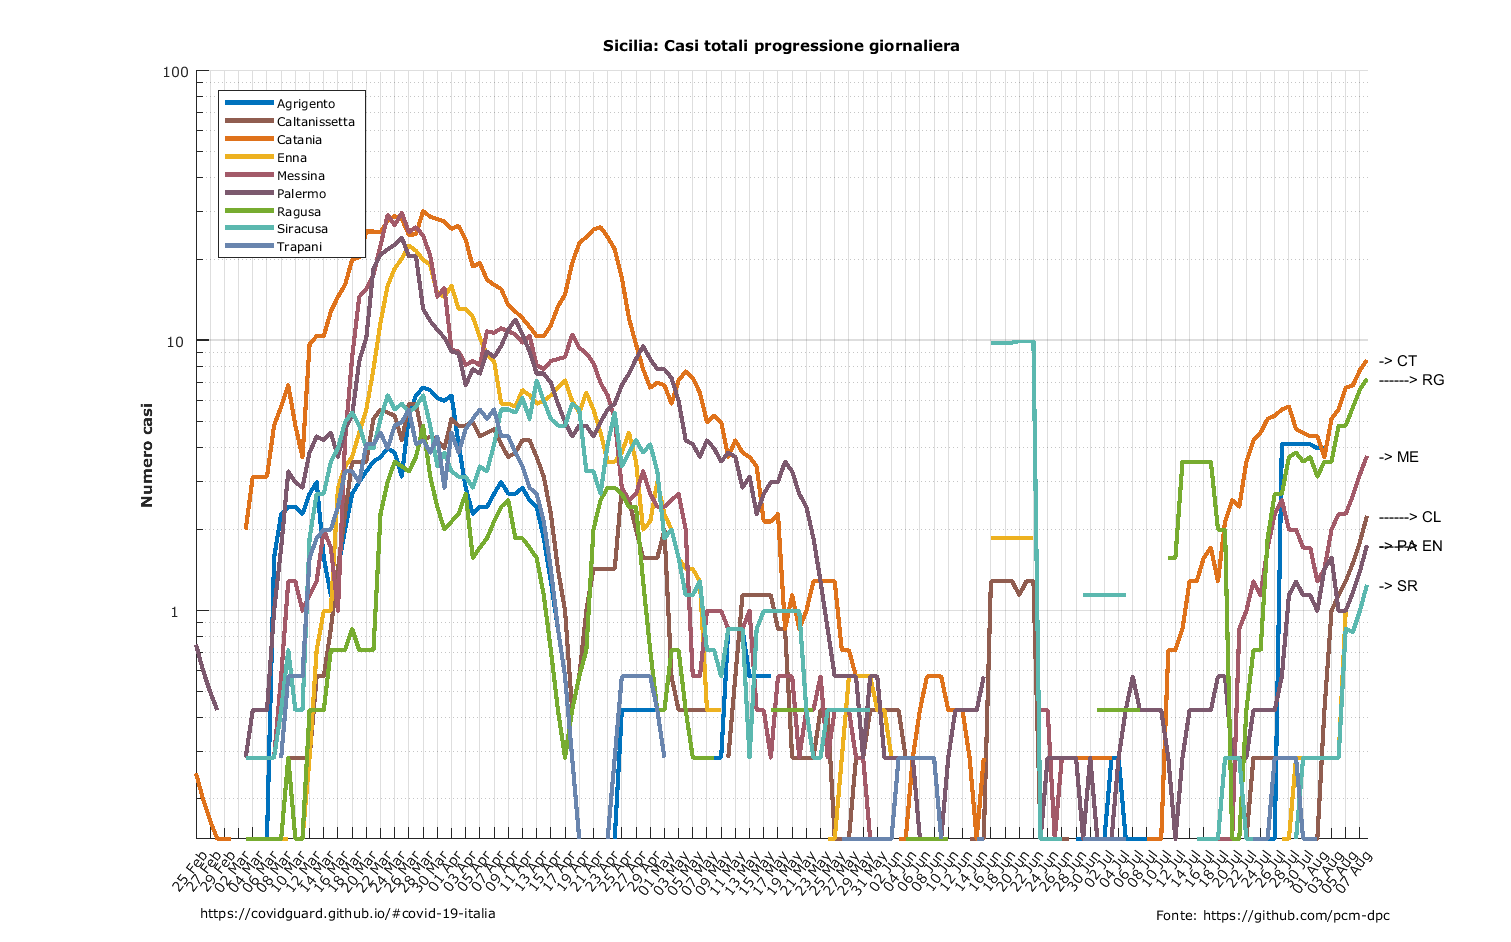 Sicilia: Casi totali progressione giornaliera
100
10
1
Numero casi
Agrigento
Caltanissetta
Catania
Enna
Messina
Palermo
Ragusa
Siracusa
Trapani
-> CT
------> RG
-> ME
------> CL
-> PA
------> EN
-> SR
25 Feb
27 Feb
29 Feb
02 Mar
04 Mar
06 Mar
08 Mar
10 Mar
12 Mar
14 Mar
16 Mar
18 Mar
20 Mar
22 Mar
24 Mar
26 Mar
28 Mar
30 Mar
01 Apr
03 Apr
05 Apr
07 Apr
09 Apr
11 Apr
13 Apr
15 Apr
17 Apr
19 Apr
21 Apr
23 Apr
25 Apr
27 Apr
29 Apr
01 May
03 May
05 May
07 May
09 May
11 May
13 May
15 May
17 May
19 May
21 May
23 May
25 May
27 May
29 May
31 May
02 Jun
04 Jun
06 Jun
08 Jun
10 Jun
12 Jun
14 Jun
16 Jun
18 Jun
20 Jun
22 Jun
24 Jun
26 Jun
28 Jun
30 Jun
02 Jul
04 Jul
06 Jul
08 Jul
10 Jul
12 Jul
14 Jul
16 Jul
18 Jul
20 Jul
22 Jul
24 Jul
26 Jul
28 Jul
30 Jul
01 Aug
03 Aug
05 Aug
07 Aug
https://covidguard.github.io/#covid-19-italia
Fonte: https://github.com/pcm-dpc